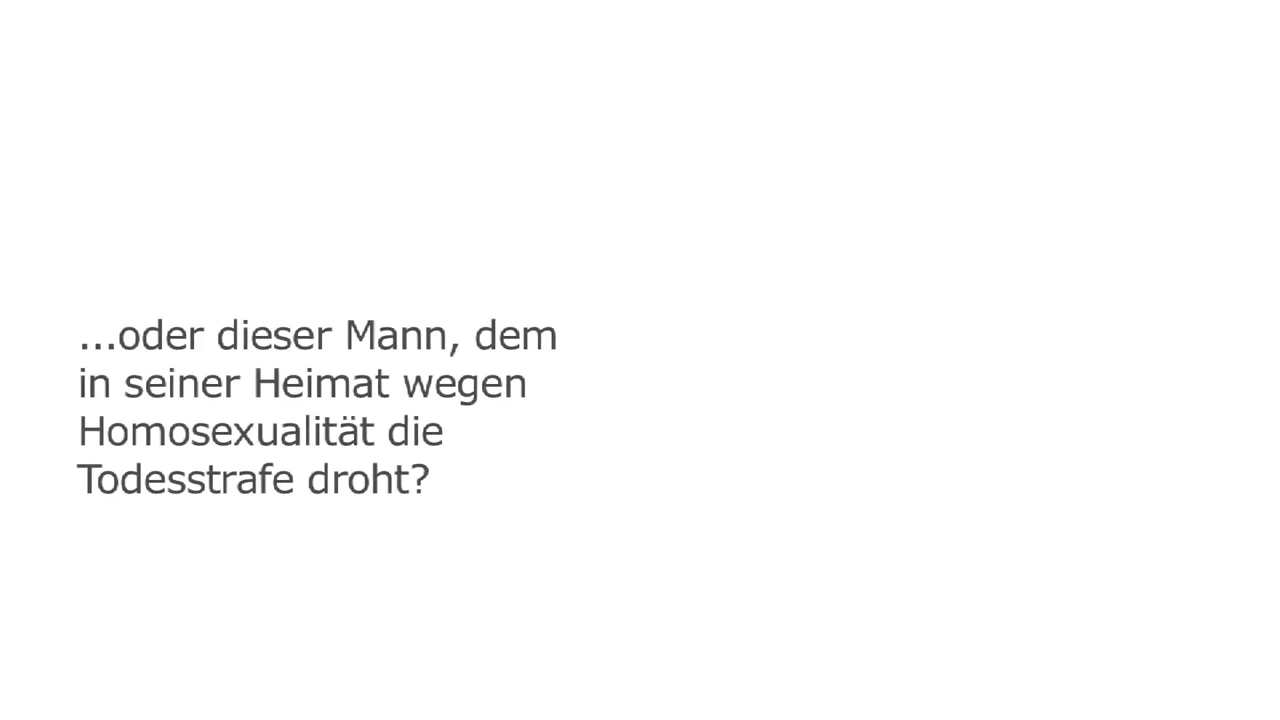 ...oder dieser Mann, dem
in seiner Heimat wegen
Homosexualität die
Todesstrafe droht?